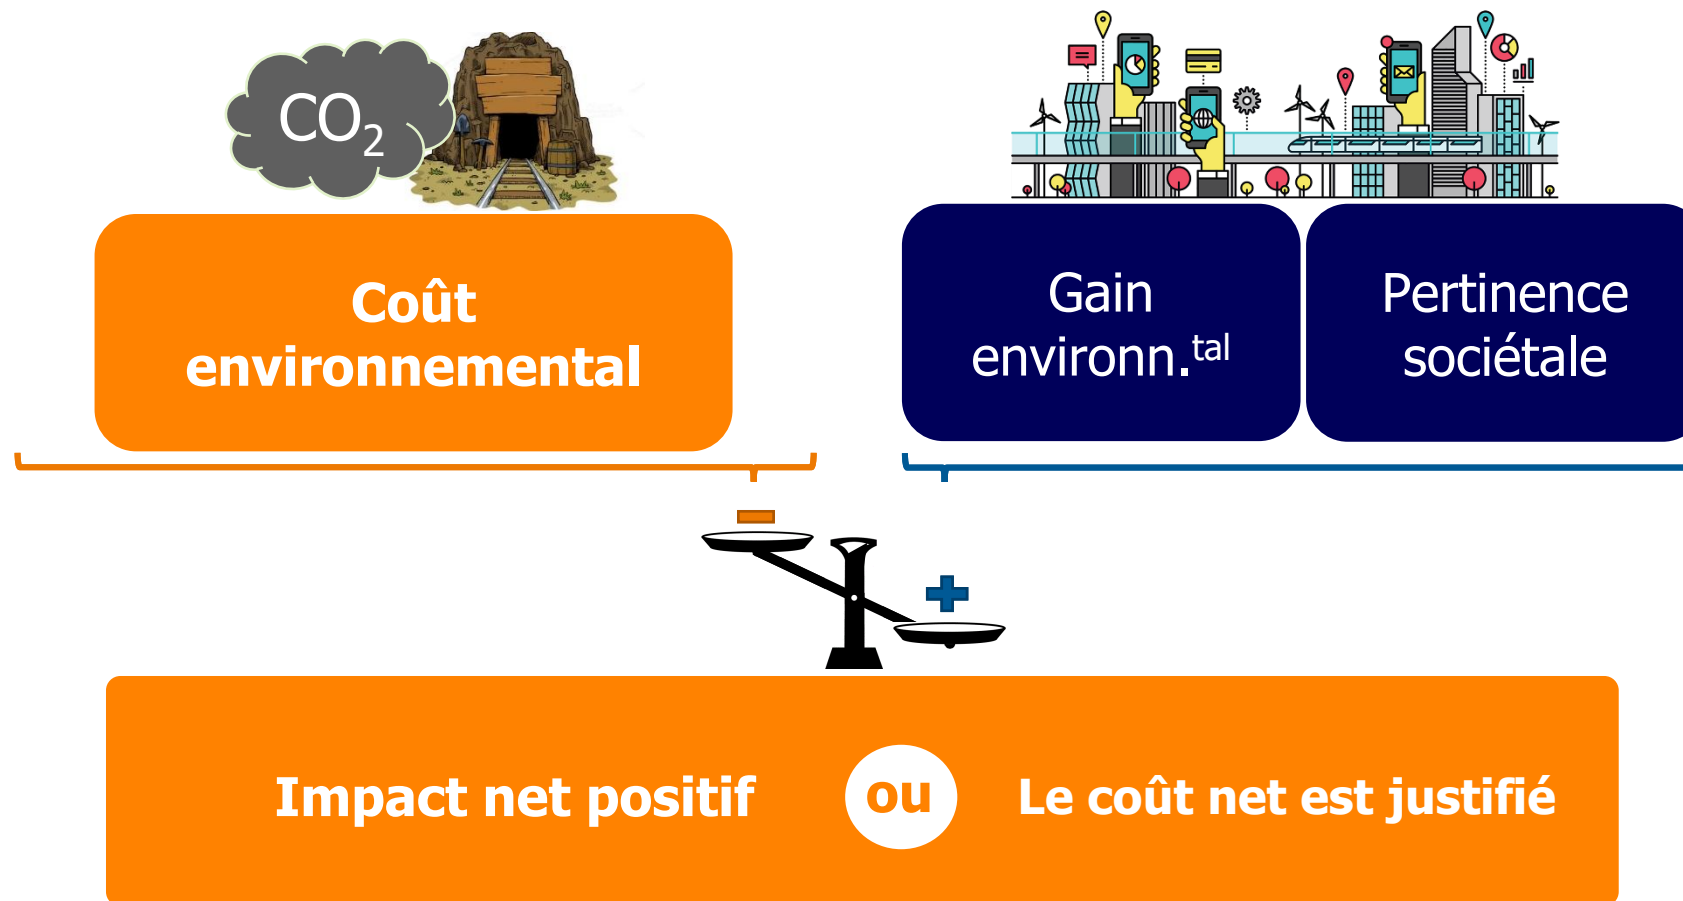 CO₂
Coût
environnemental
Gain
environn.ᵗᵃˡ
Pertinence
sociétale
Impact net positif
ou
Le coût net est justifié